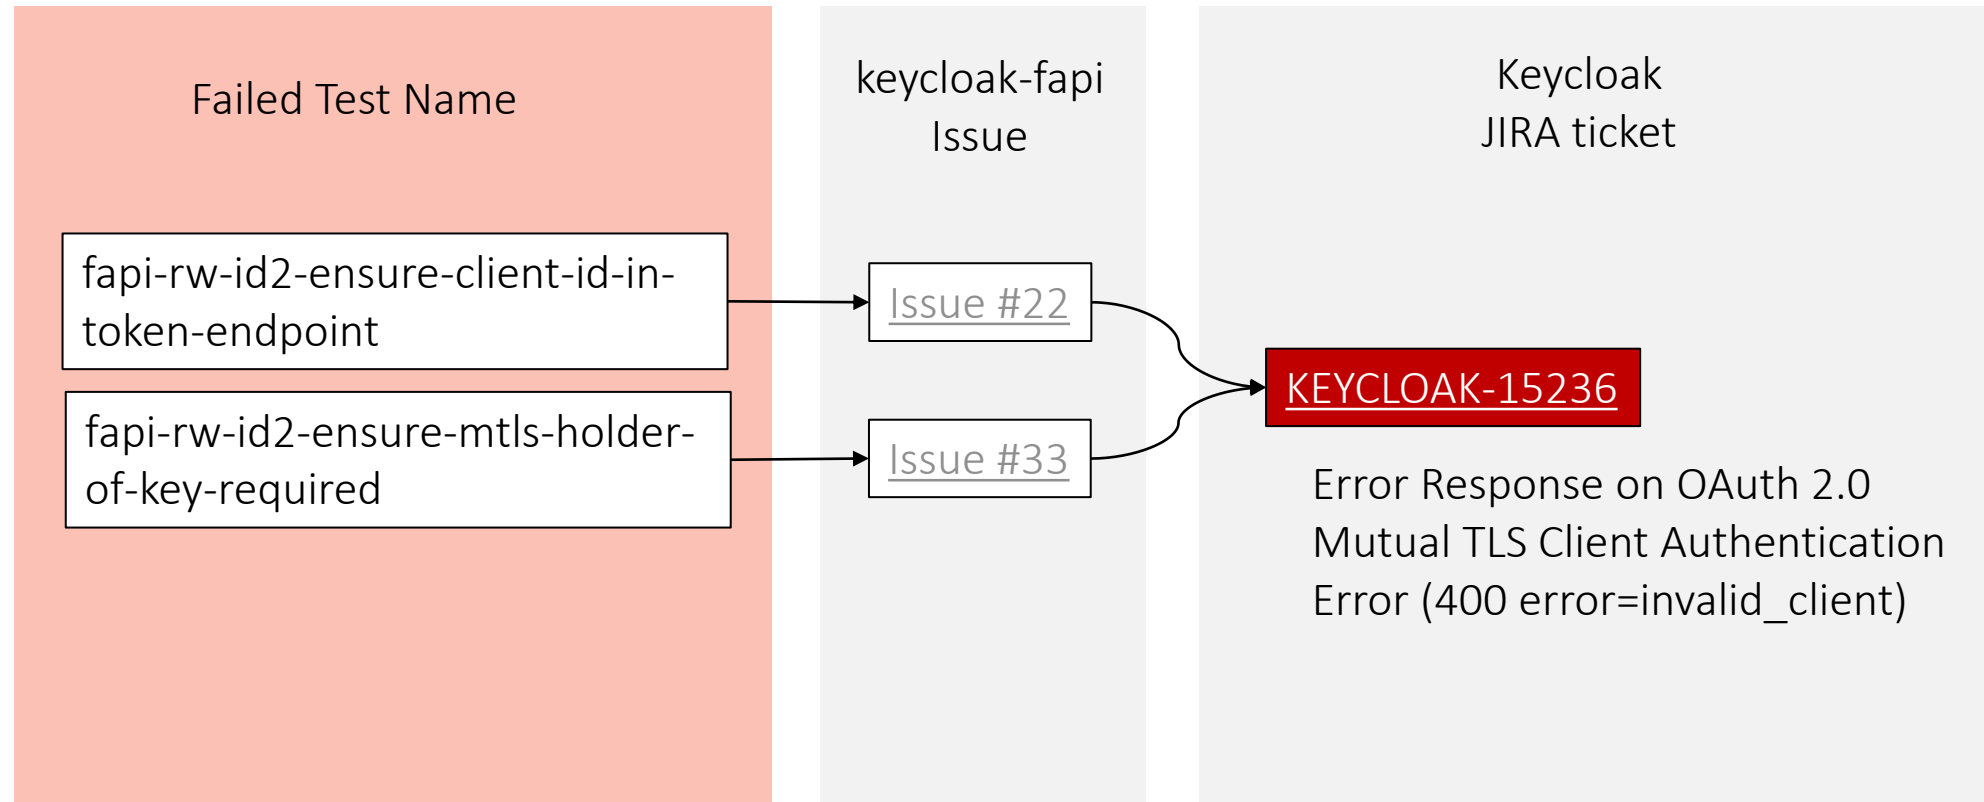 Failed Test Name
keycloak-fapi
Issue
Keycloak
JIRA ticket
fapi-rw-id2-ensure-client-id-in-
token-endpoint
Issue #22
KEYCLOAK-15236
fapi-rw-id2-ensure-mtls-holder-
of-key-required
Issue #33
Error Response on OAuth 2.0
Mutual TLS Client Authentication
Error (400 error=invalid_client)